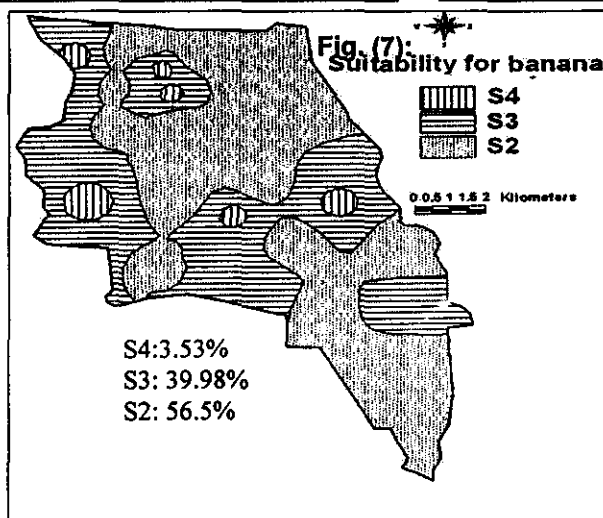 Fig. (7):
Suitability for banana
S4
S3
S2
0 0.5 1 1.5 2 Kilometers
S4:3.53%
S3: 39.98%
S2: 56.5%